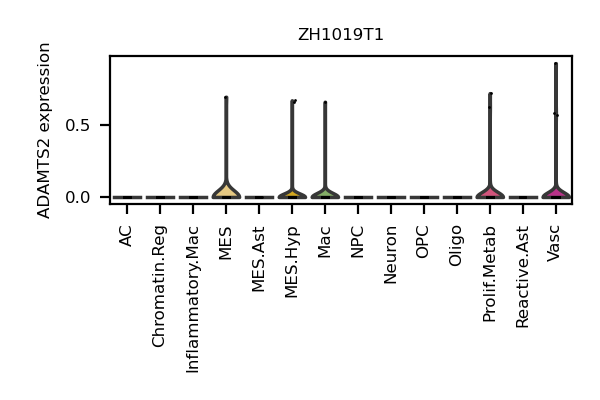 ZH1019T1
ADAMTS2 expression
0.5
0.0
AC
Chromatin.Reg
Inflammatory.Mac
MES
MES.Ast
MES.Hyp
Mac
NPC
Neuron
OPC
Oligo
Prolif.Metab
Reactive.Ast
Vasc